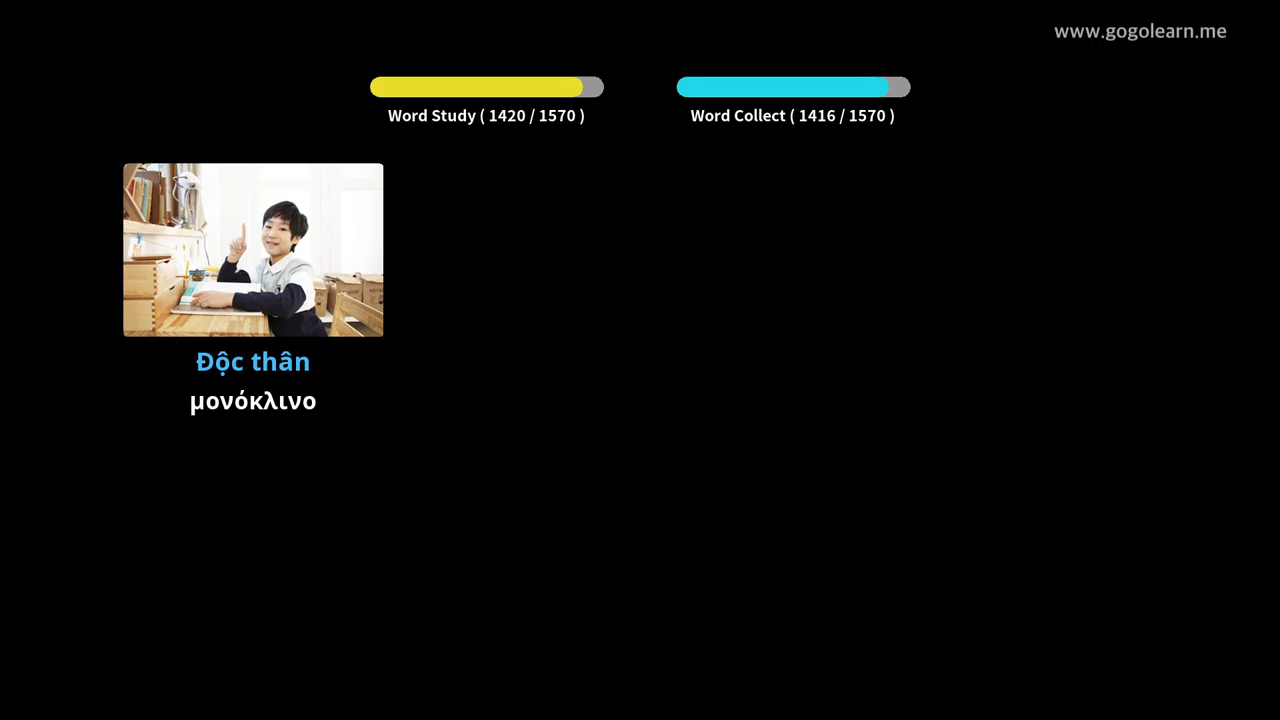 www.gogolearn.me
Word Study ( 1420 / 1570 )
Word Collect ( 1416 / 1570 )
Độc thân
μονόκλινο